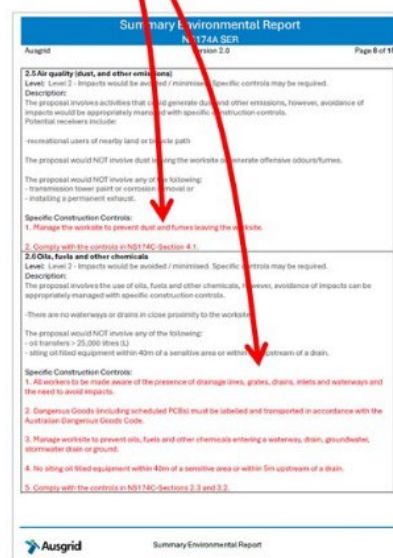 Summary Environmental Report
NS174A SER
Ausgrid Version 2.0 Page 8 of 1
2.5 Air quality (dust, and other emissions)
Level: Level 2 - Impacts would be avoided / minimised. Specific controls may be required.
Description:
The proposal involves activities that could generate dust and other emissions, however, avoidance of
impacts would be appropriately managed with specific construction controls.
Potential receivers include:
-recreational users of nearby land or bicycle path
The proposal would NOT involve dust leaving the worksite or generate offensive odours/fumes.
The proposal would NOT involve any of the following:
- transmission tower paint or corrosion removal or
- installing a permanent exhaust.
Specific Construction Controls:
1. Manage the worksite to prevent dust and fumes leaving the worksite.
2. Comply with the controls in NS174C-Section 4.1.
2.6 Oils, fuels and other chemicals
Level: Level 2 - Impacts would be avoided / minimised. Specific controls may be required.
Description:
The proposal involves the use of oils, fuels and other chemicals, however, avoidance of impacts can be
appropriately managed with specific construction controls.
-There are no waterways or drains in close proximity to the worksite
The proposal would NOT involve any of the following:
- oil transfers > 25,000 litres (L)
- siting oil filled equipment within 40m of a sensitive area or within upstream of a drain.
Specific Construction Controls:
1. All workers to be made aware of the presence of drainage lines, grates, drains, inlets and waterways and
the need to avoid impacts.
2. Dangerous Goods (including scheduled PCBs) must be labelled and transported in accordance with the
Australian Dangerous Goods Code.
3. Manage worksite to prevent oils, fuels and other chemicals entering a waterway, drain, groundwater,
stormwater drain or ground.
4. No siting oil filled equipment within 40m of a sensitive area or within 5m upstream of a drain.
5. Comply with the controls in NS174C-Sections 2.3 and 3.2.
Ausgrid Summary Environmental Report